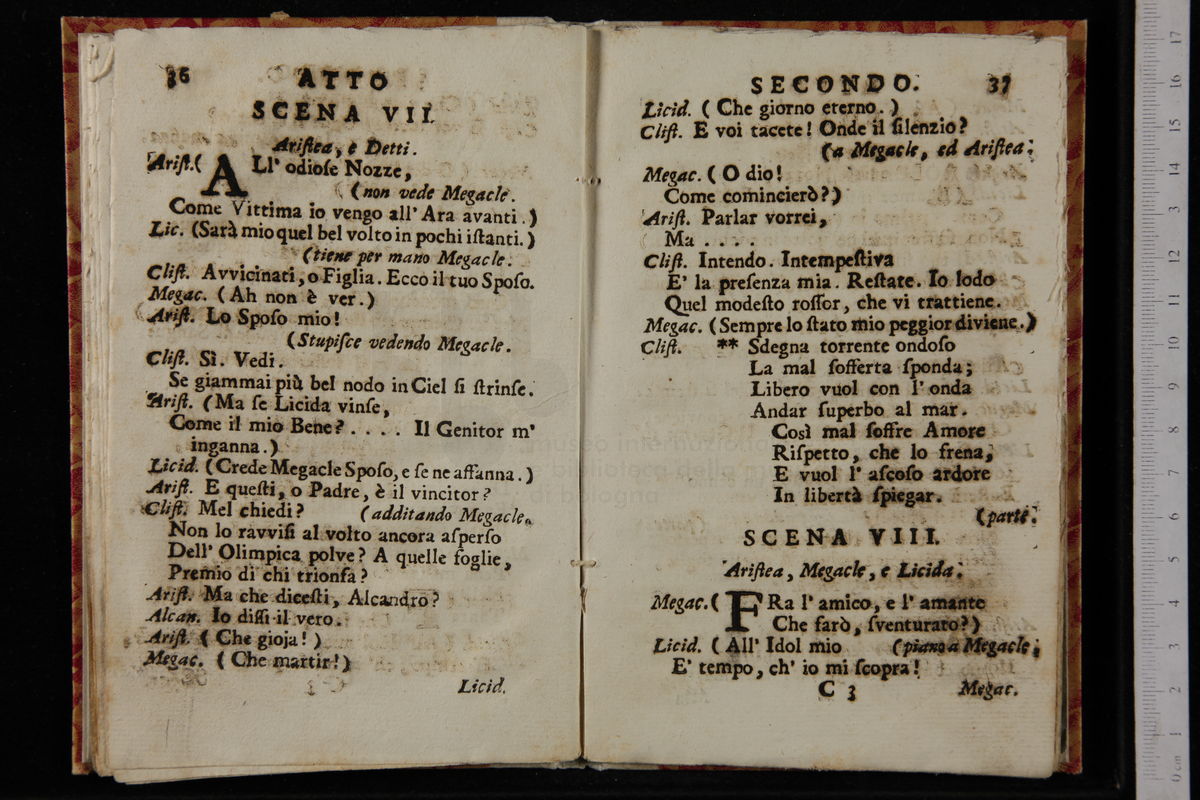 36 ATTO
SCENA VII.
Ariſtea, e Detti.
Ariſt. ( ALl' odioſe Nozze,
(non vede Megacle.
Come Vittima io vengo all' Ara avanti.)
Lic. (Sarà mio quel bel volto in pochi iſtanti.)
(tiene per mano Megacle.
Cliſt. Avvicinati, o Figlia. Ecco il tuo Spoſo.
Megac. (Ah non è ver.)
Ariſt. Lo Spoſo mio!
(Stupiſce vedendo Megacle.
Cliſt. Sì. Vedi.
Se giammai più bel nodo in Ciel ſi ſtrinſe.
Ariſt. (Ma ſe Licida vinſe,
Come il mio Bene? . . . . Il Genitor m'
inganna.)
Licid. (Crede Megacle Spoſo, e ſe ne affanna.)
Ariſt. E queſti, o Padre, è il vincitor?
Cliſt. Mel chiedi? (additando Megacle.
Non lo ravviſi al volto ancora aſperſo
Dell' Olimpica polve? A quelle foglie,
Premio di chi trionfa?
Ariſt. Ma che diceſti, Alcandro?
Alcan. Io diſſi il vero.
Ariſt. ( Che gioja! )
Megac. ( Che martir!)
Licid.
SECONDO. 37
Licid. ( Che giorno eterno. )
Cliſt. E voi tacete! Onde il ſilenzio?
(a Megacle, ed Ariſtea.
Megac. ( O dio!
Come comincierò?)
Ariſt. Parlar vorrei,
Ma . . . .
Cliſt. Intendo. Intempeſtiva
E' la preſenza mia. Reſtate. Io lodo
Quel modeſto roſſor, che vi trattiene.
Megac. (Sempre lo ſtato mio peggior diviene.)
Cliſt. ** Sdegna torrente ondoſo
La mal ſofferta ſponda;
Libero vuol con l' onda
Andar ſuperbo al mar.
Così mal ſoffre Amore
Riſpetto, che lo frena,
E vuol l' aſcoſo ardore
In libertà ſpiegar.
(parte.
SCENA VIII.
Ariſtea, Megacle, e Licida.
Megac. ( FRa l' amico, e l' amante
Che farò, ſventurato?)
Licid. ( All' Idol mio (piano a Megacle.
E' tempo, ch' io mi ſcopra!
C 3 Megac.
museo internazionale
e biblioteca della musica
di bologna